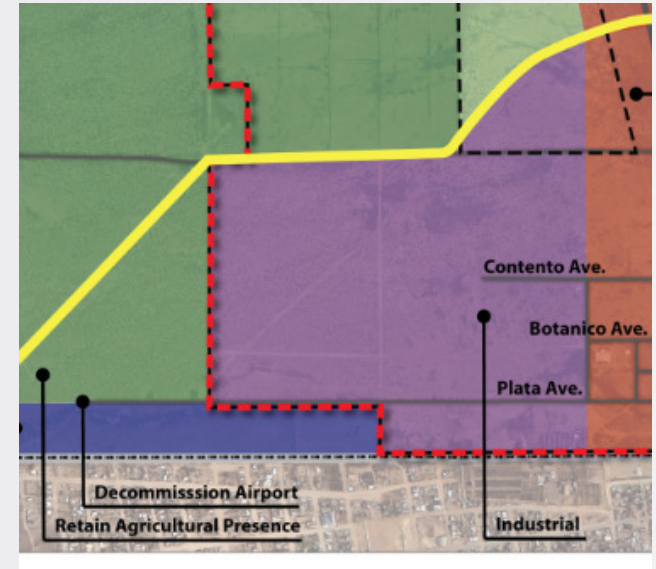 Contento Ave.
Botanico Ave.
Plata Ave.
Decommisssion Airport
Retain Agricultural Presence
Industrial